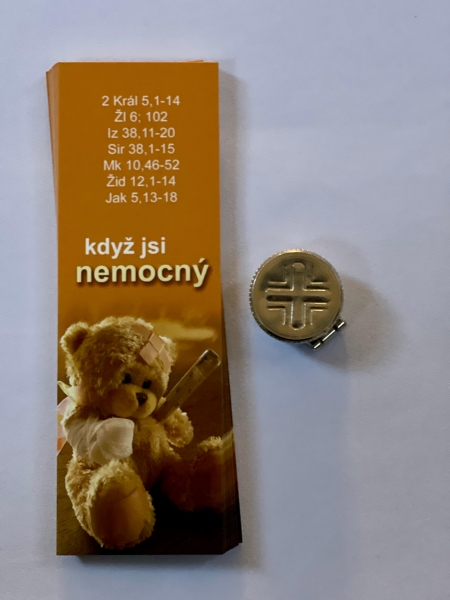 2 Král 5,1-14
Žl 6; 102
Iz 38,11-20
Sir 38,1-15
Mk 10,46-52
Žid 12,1-14
Jak 5,13-18
když jsi
nemocný